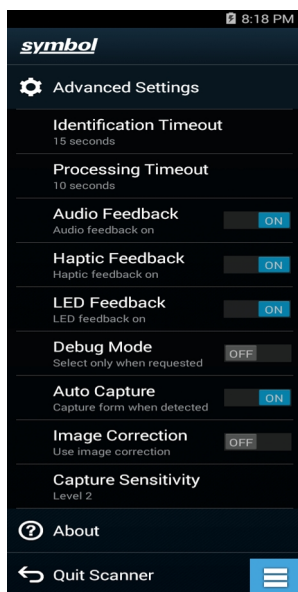 8:18 PM
symbol
Advanced Settings
Identification Timeout
15 seconds
Processing Timeout
10 seconds
Audio Feedback
Audio feedback on
ON
Haptic Feedback
Haptic feedback on
ON
LED Feedback
LED feedback on
ON
Debug Mode
Select only when requested
OFF
Auto Capture
Capture form when detected
ON
Image Correction
Use image correction
OFF
Capture Sensitivity
Level 2
About
Quit Scanner